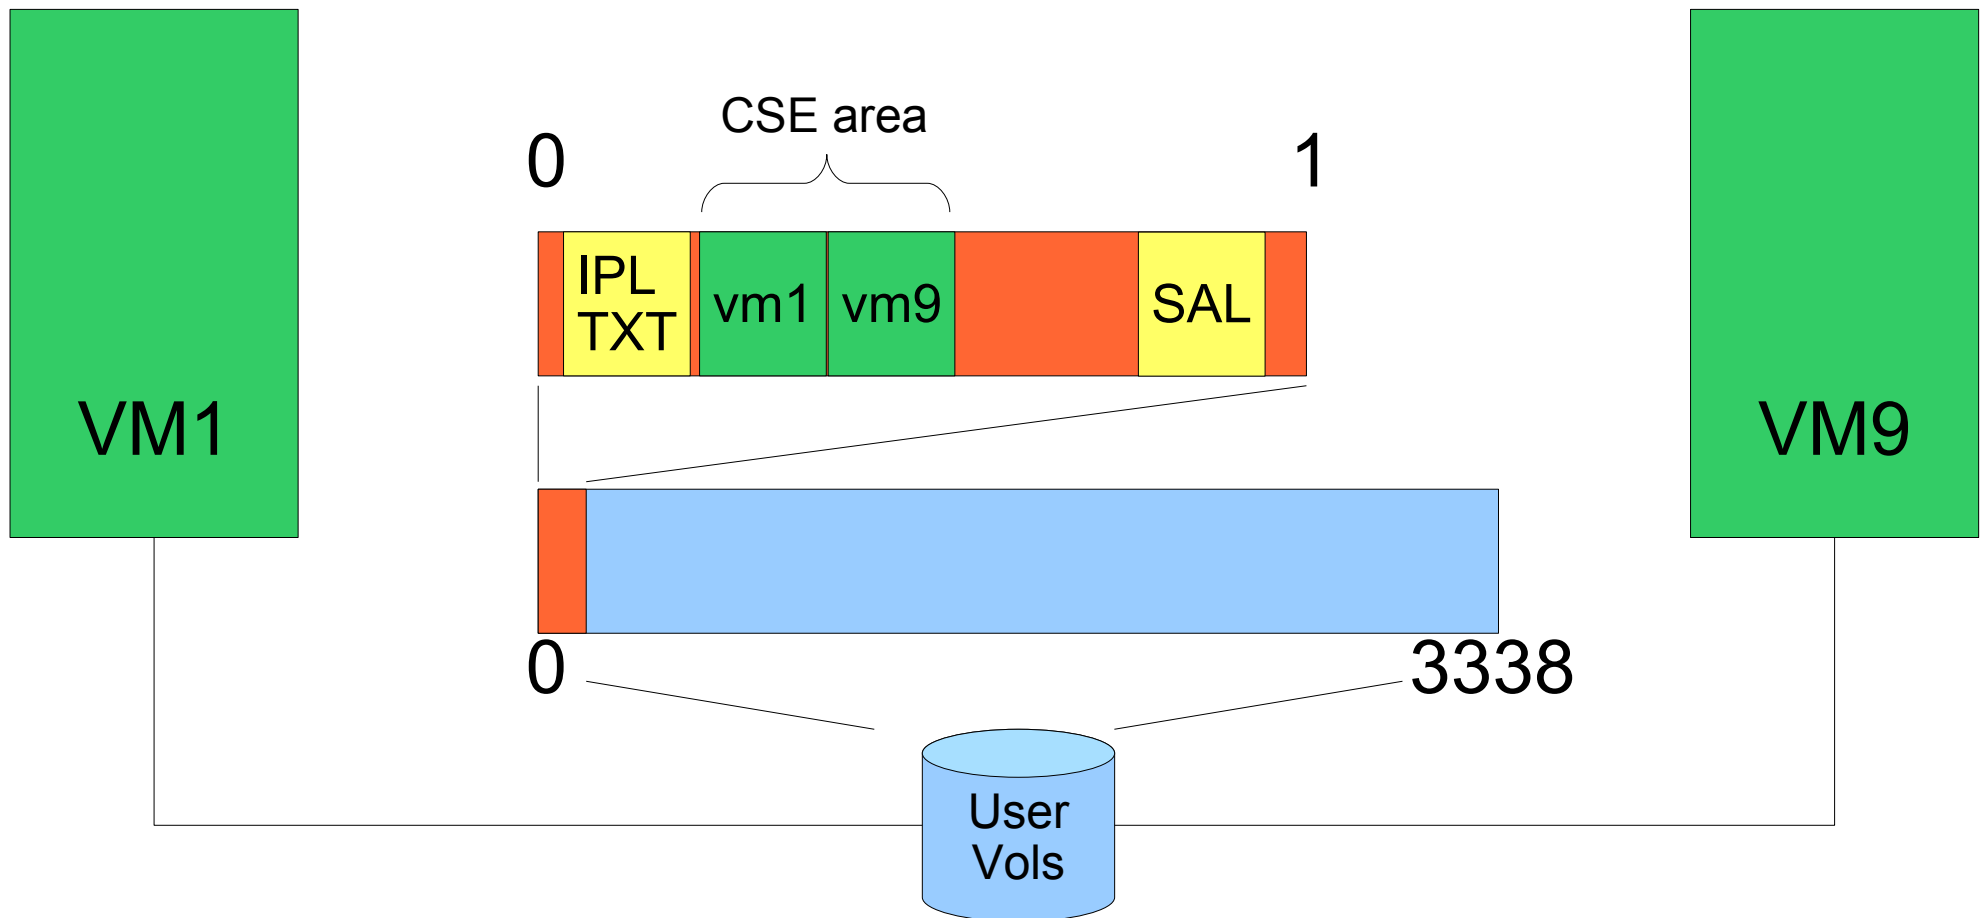 CSE area
0
1
IPL
TXT
vm1
vm9
SAL
VM1
VM9
0
3338
User
Vols